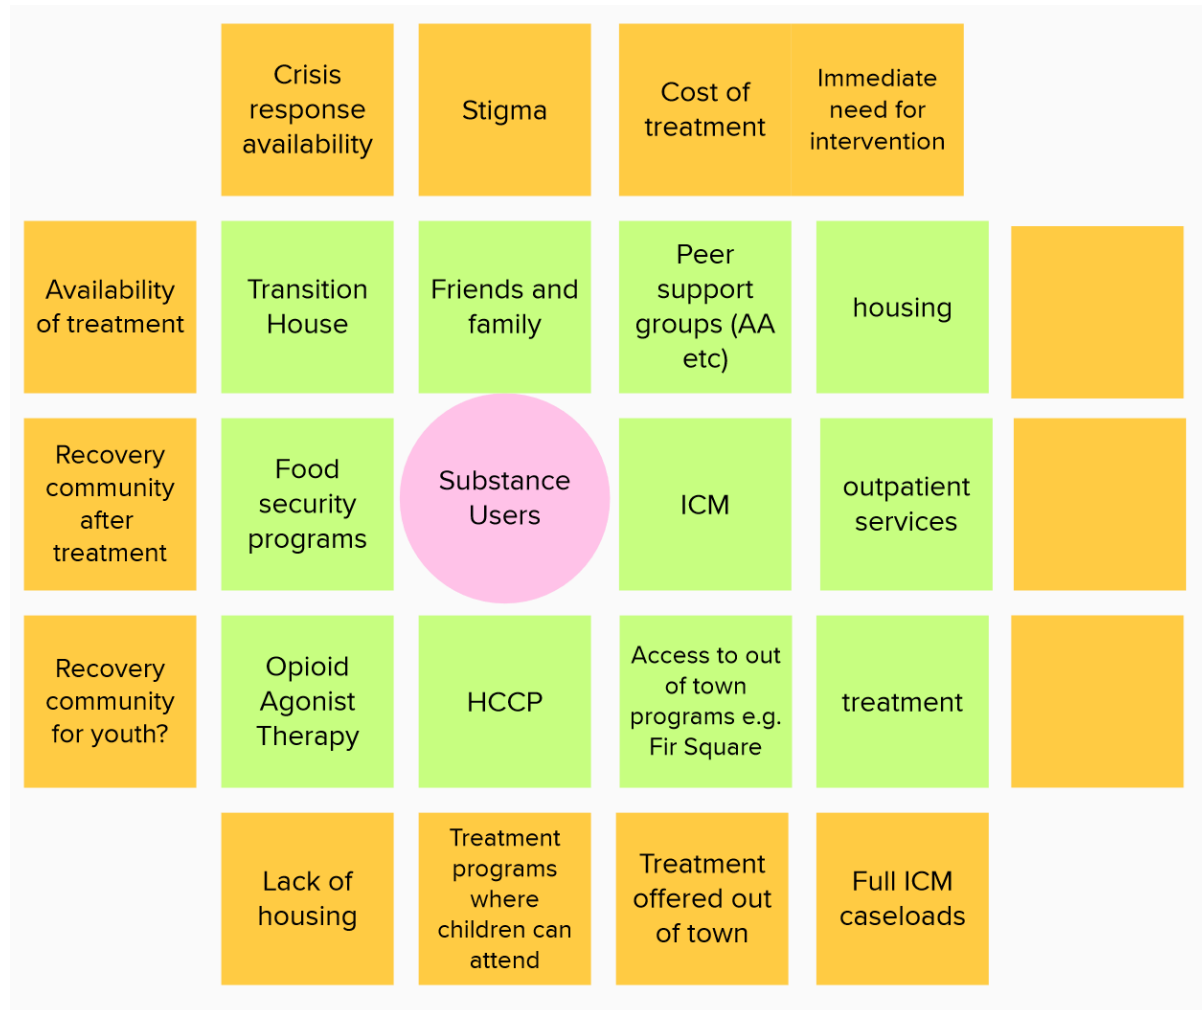 Crisis
response
availability
Stigma
Cost of
treatment
Immediate
need for
intervention
Availability
of treatment
Transition
House
Friends and
family
Peer
support
groups (AA
etc)
housing
Recovery
community
after
treatment
Food
security
programs
Substance
Users
ICM
outpatient
services
Recovery
community
for youth?
Opioid
Agonist
Therapy
HCCP
Access to out
of town
programs e.g.
Fir Square
treatment
Lack of
housing
Treatment
programs
where
children can
attend
Treatment
offered out
of town
Full ICM
caseloads